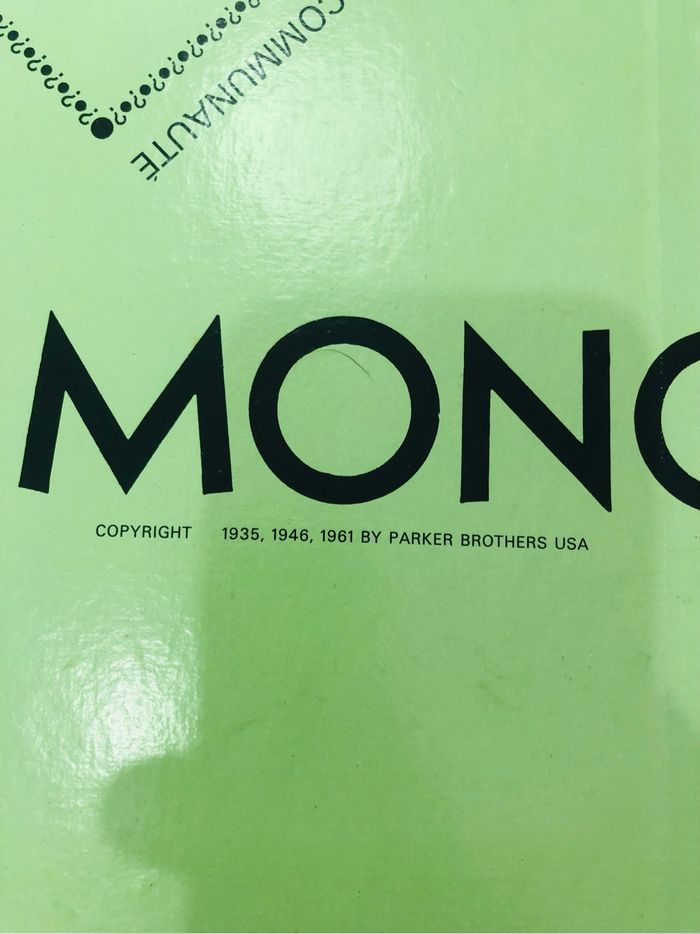 COMMUNAUTÉ
MONO
COPYRIGHT 1935, 1946, 1961 BY PARKER BROTHERS USA